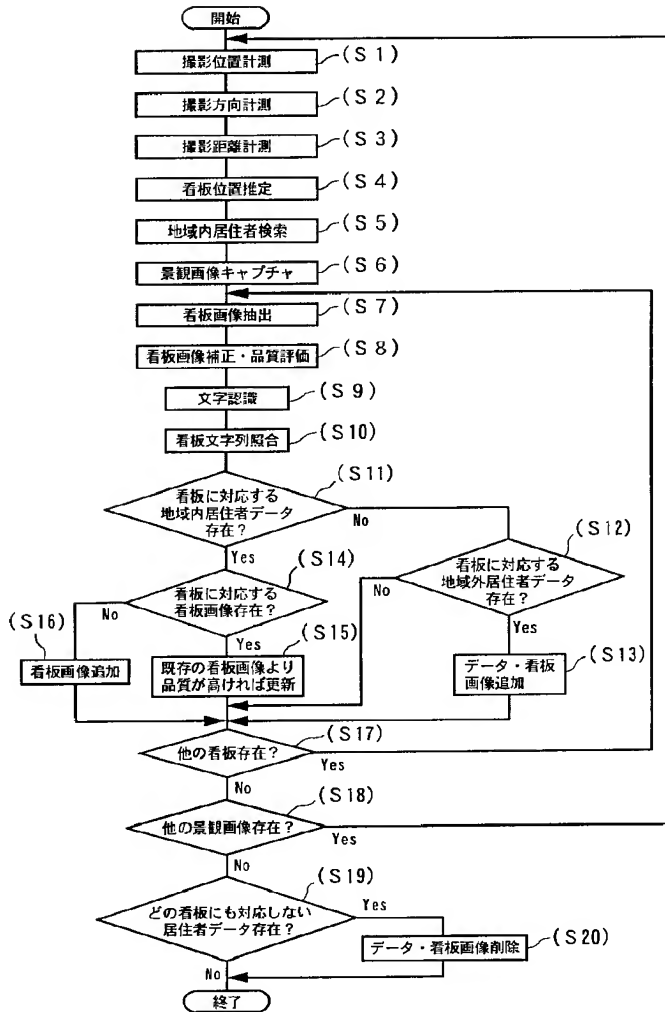 開始
撮影位置計測
(S1)
撮影方向計測
(S2)
撮影距離計測
(S3)
看板位置推定
(S4)
地域内居住者検索
(S5)
景観画像キャプチャ
(S6)
看板画像抽出
(S7)
看板画像補正・品質評価
(S8)
文字認識
(S9)
看板文字列照合
(S10)
看板に対応する
地域内居住者データ
存在?
(S11)
No
Yes
看板に対応する
地域外居住者データ
存在?
(S12)
No
Yes
看板に対応する
看板画像存在?
(S14)
No
Yes
(S16)
看板画像追加
既存の看板画像より
品質が高ければ更新
(S15)
データ・看板
画像追加
(S13)
他の看板存在?
(S17)
Yes
No
他の景観画像存在?
(S18)
Yes
No
どの看板にも対応しない
居住者データ存在?
(S19)
Yes
No
データ・看板画像削除
(S20)
終了